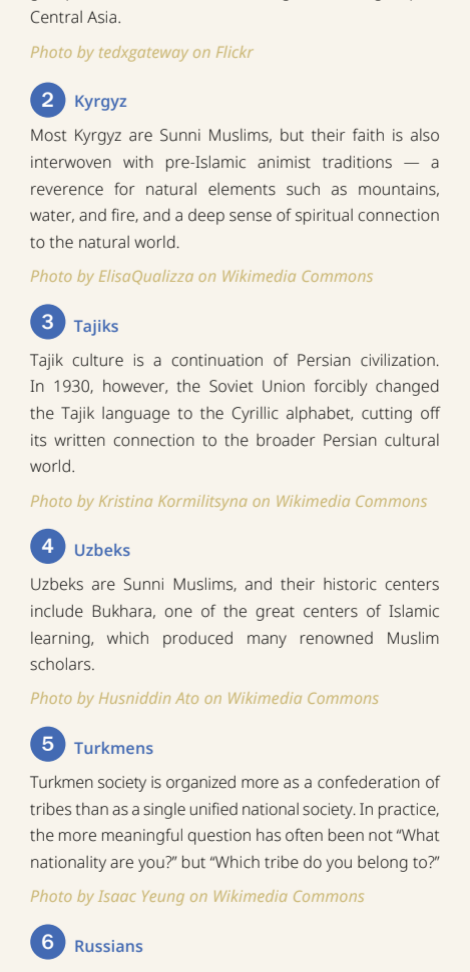 Central Asia.
Photo by tedxgateway on Flickr
2 Kyrgyz
Most Kyrgyz are Sunni Muslims, but their faith is also
interwoven with pre-Islamic animist traditions — a
reverence for natural elements such as mountains,
water, and fire, and a deep sense of spiritual connection
to the natural world.
Photo by ElisaQualizza on Wikimedia Commons
3 Tajiks
Tajik culture is a continuation of Persian civilization.
In 1930, however, the Soviet Union forcibly changed
the Tajik language to the Cyrillic alphabet, cutting off
its written connection to the broader Persian cultural
world.
Photo by Kristina Kormilitsyna on Wikimedia Commons
4 Uzbeks
Uzbeks are Sunni Muslims, and their historic centers
include Bukhara, one of the great centers of Islamic
learning, which produced many renowned Muslim
scholars.
Photo by Husniddin Ato on Wikimedia Commons
5 Turkmens
Turkmen society is organized more as a confederation of
tribes than as a single unified national society. In practice,
the more meaningful question has often been not “What
nationality are you?” but “Which tribe do you belong to?”
Photo by Isaac Yeung on Wikimedia Commons
6 Russians